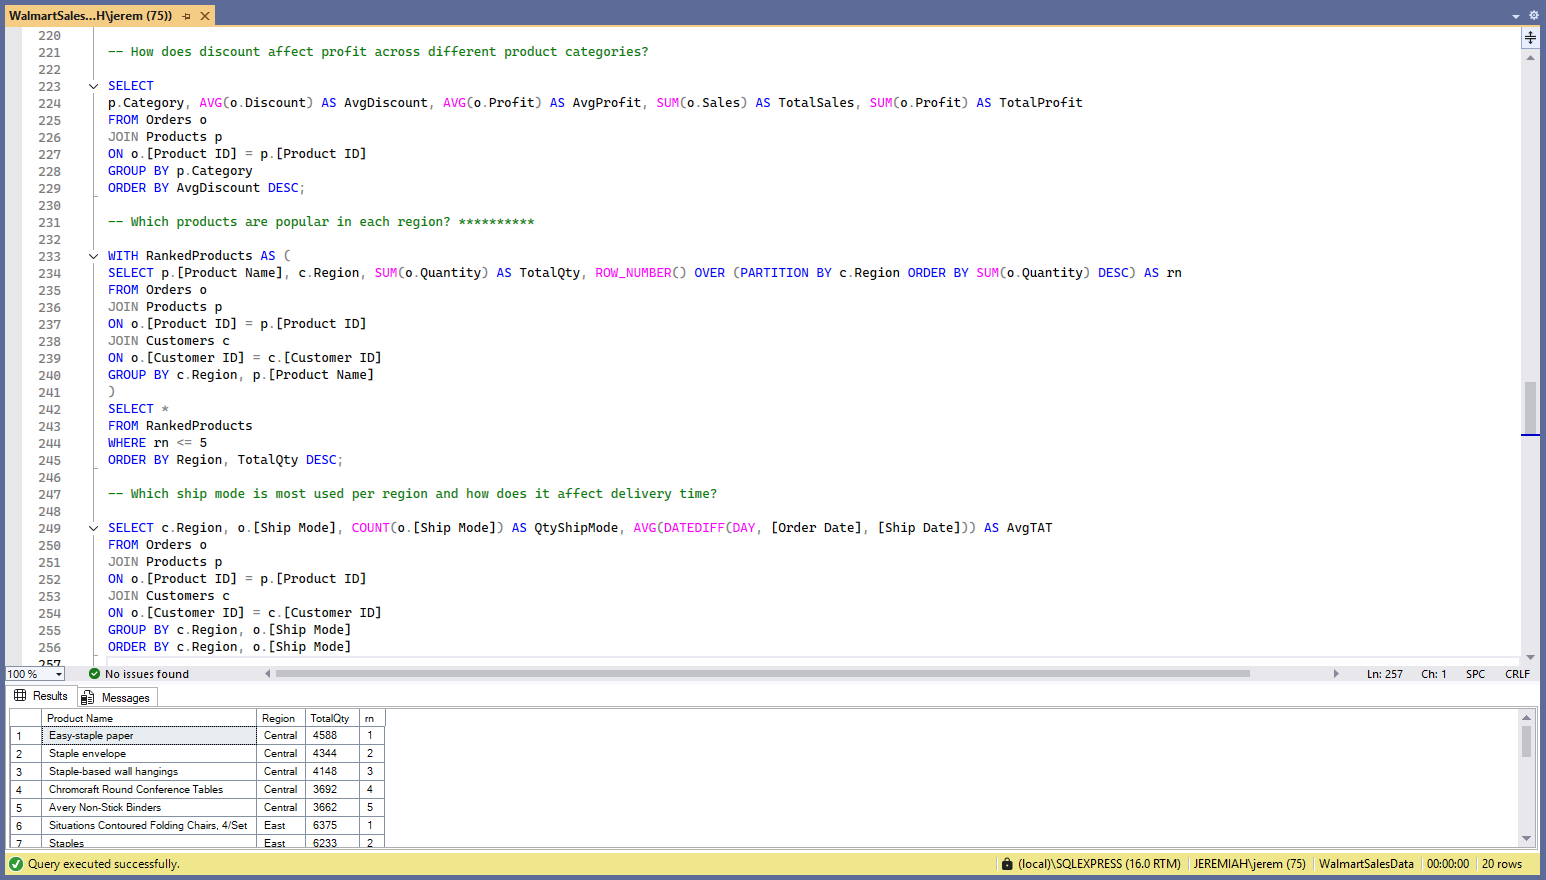 WalmartSales...H\jerem (75))
220
221 -- How does discount affect profit across different product categories?
222
223 SELECT
224 p.Category, AVG(o.Discount) AS AvgDiscount, AVG(o.Profit) AS AvgProfit, SUM(o.Sales) AS TotalSales, SUM(o.Profit) AS TotalProfit
225 FROM Orders o
226 JOIN Products p
227 ON o.[Product ID] = p.[Product ID]
228 GROUP BY p.Category
229 ORDER BY AvgDiscount DESC;
230
231 -- Which products are popular in each region? **********
232
233 WITH RankedProducts AS (
234 SELECT p.[Product Name], c.Region, SUM(o.Quantity) AS TotalQty, ROW_NUMBER() OVER (PARTITION BY c.Region ORDER BY SUM(o.Quantity) DESC) AS rn
235 FROM Orders o
236 JOIN Products p
237 ON o.[Product ID] = p.[Product ID]
238 JOIN Customers c
239 ON o.[Customer ID] = c.[Customer ID]
240 GROUP BY c.Region, p.[Product Name]
241 )
242 SELECT *
243 FROM RankedProducts
244 WHERE rn <= 5
245 ORDER BY Region, TotalQty DESC;
246
247 -- Which ship mode is most used per region and how does it affect delivery time?
248
249 SELECT c.Region, o.[Ship Mode], COUNT(o.[Ship Mode]) AS QtyShipMode, AVG(DATEDIFF(DAY, [Order Date], [Ship Date])) AS AvgTAT
250 FROM Orders o
251 JOIN Products p
252 ON o.[Product ID] = p.[Product ID]
253 JOIN Customers c
254 ON o.[Customer ID] = c.[Customer ID]
255 GROUP BY c.Region, o.[Ship Mode]
256 ORDER BY c.Region, o.[Ship Mode]
257
100 % No issues found Ln: 257 Ch: 1 SPC CRLF
Results Messages
Product Name Region TotalQty rn
1 Easy-staple paper Central 4588 1
2 Staple envelope Central 4344 2
3 Staple-based wall hangings Central 4148 3
4 Chromcraft Round Conference Tables Central 3692 4
5 Avery Non-Stick Binders Central 3662 5
6 Situations Contoured Folding Chairs, 4/Set East 6375 1
7 Staples East 6233 2
Query executed successfully. (local)\SQLEXPRESS (16.0 RTM) JEREMIAH\jerem (75) WalmartSalesData 00:00:00 20 rows